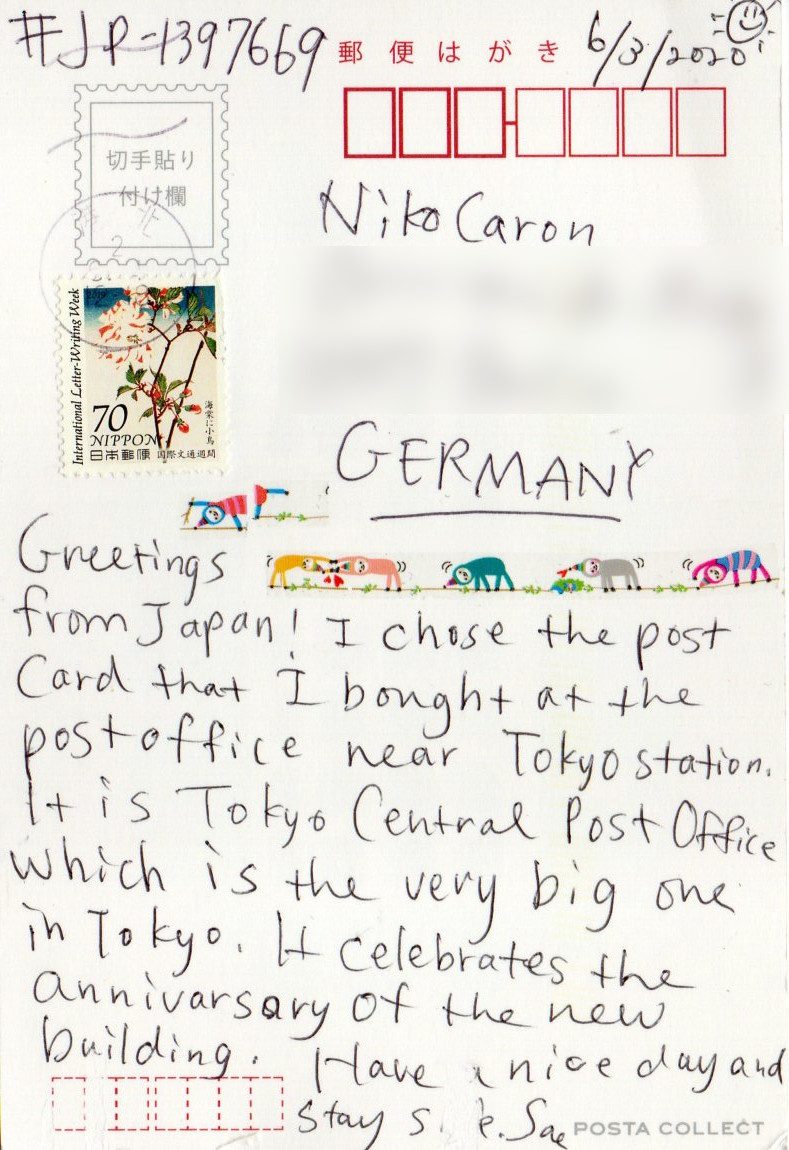 #JP-1397669
郵便はがき
6/3/2020
切手貼り
付け欄
Niko Caron
International Letter-Writing Week
2019
70
NIPPON
日本郵便
国際文通週間
海棠に小鳥
GERMANY
Greetings
from Japan! I chose the post
Card that I bought at the
post office near Tokyo station.
It is Tokyo Central Post Office
which is the very big one
in Tokyo. It celebrates the
annivarsary of the new
building. Have a nice day and
stay Sae
POSTA COLLECT